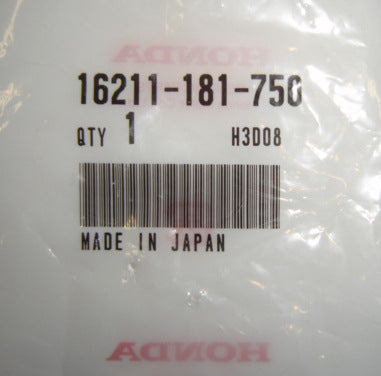 HONDA
16211-181-750
QTY 1 H3D08
MADE IN JAPAN
HONDA